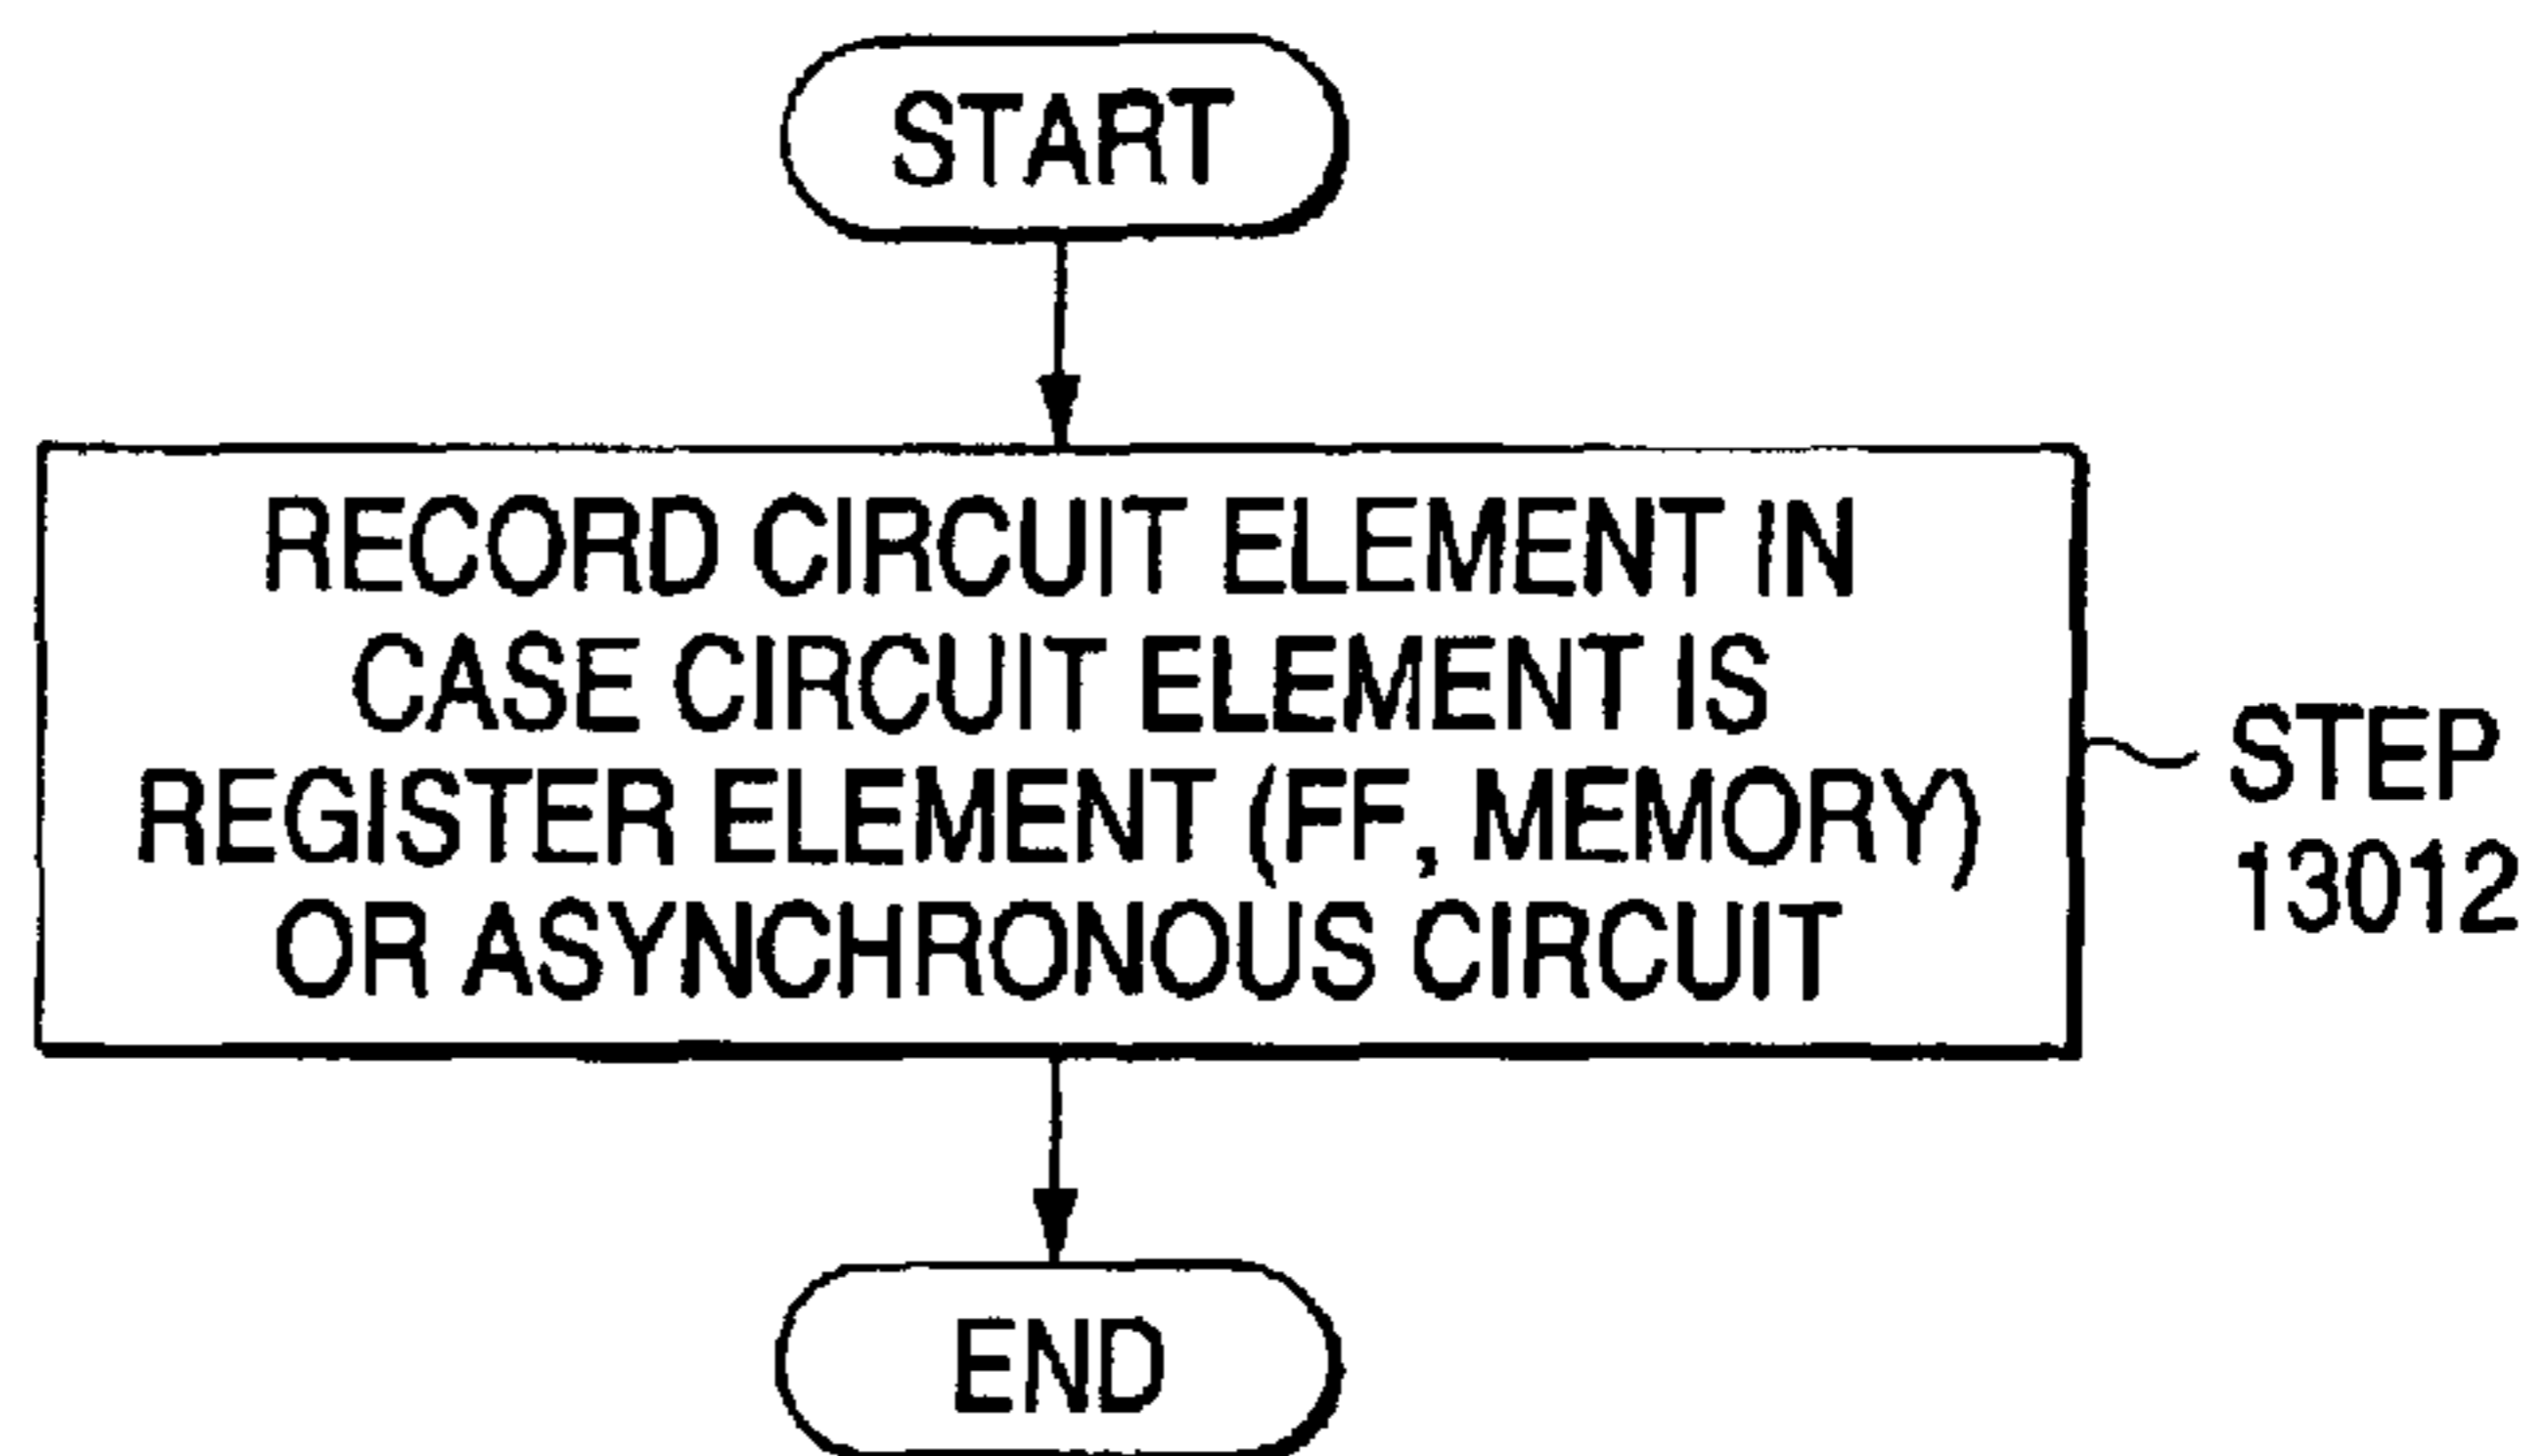 START
RECORD CIRCUIT ELEMENT IN
CASE CIRCUIT ELEMENT IS
REGISTER ELEMENT (FF, MEMORY)
OR ASYNCHRONOUS CIRCUIT
STEP
13012
END